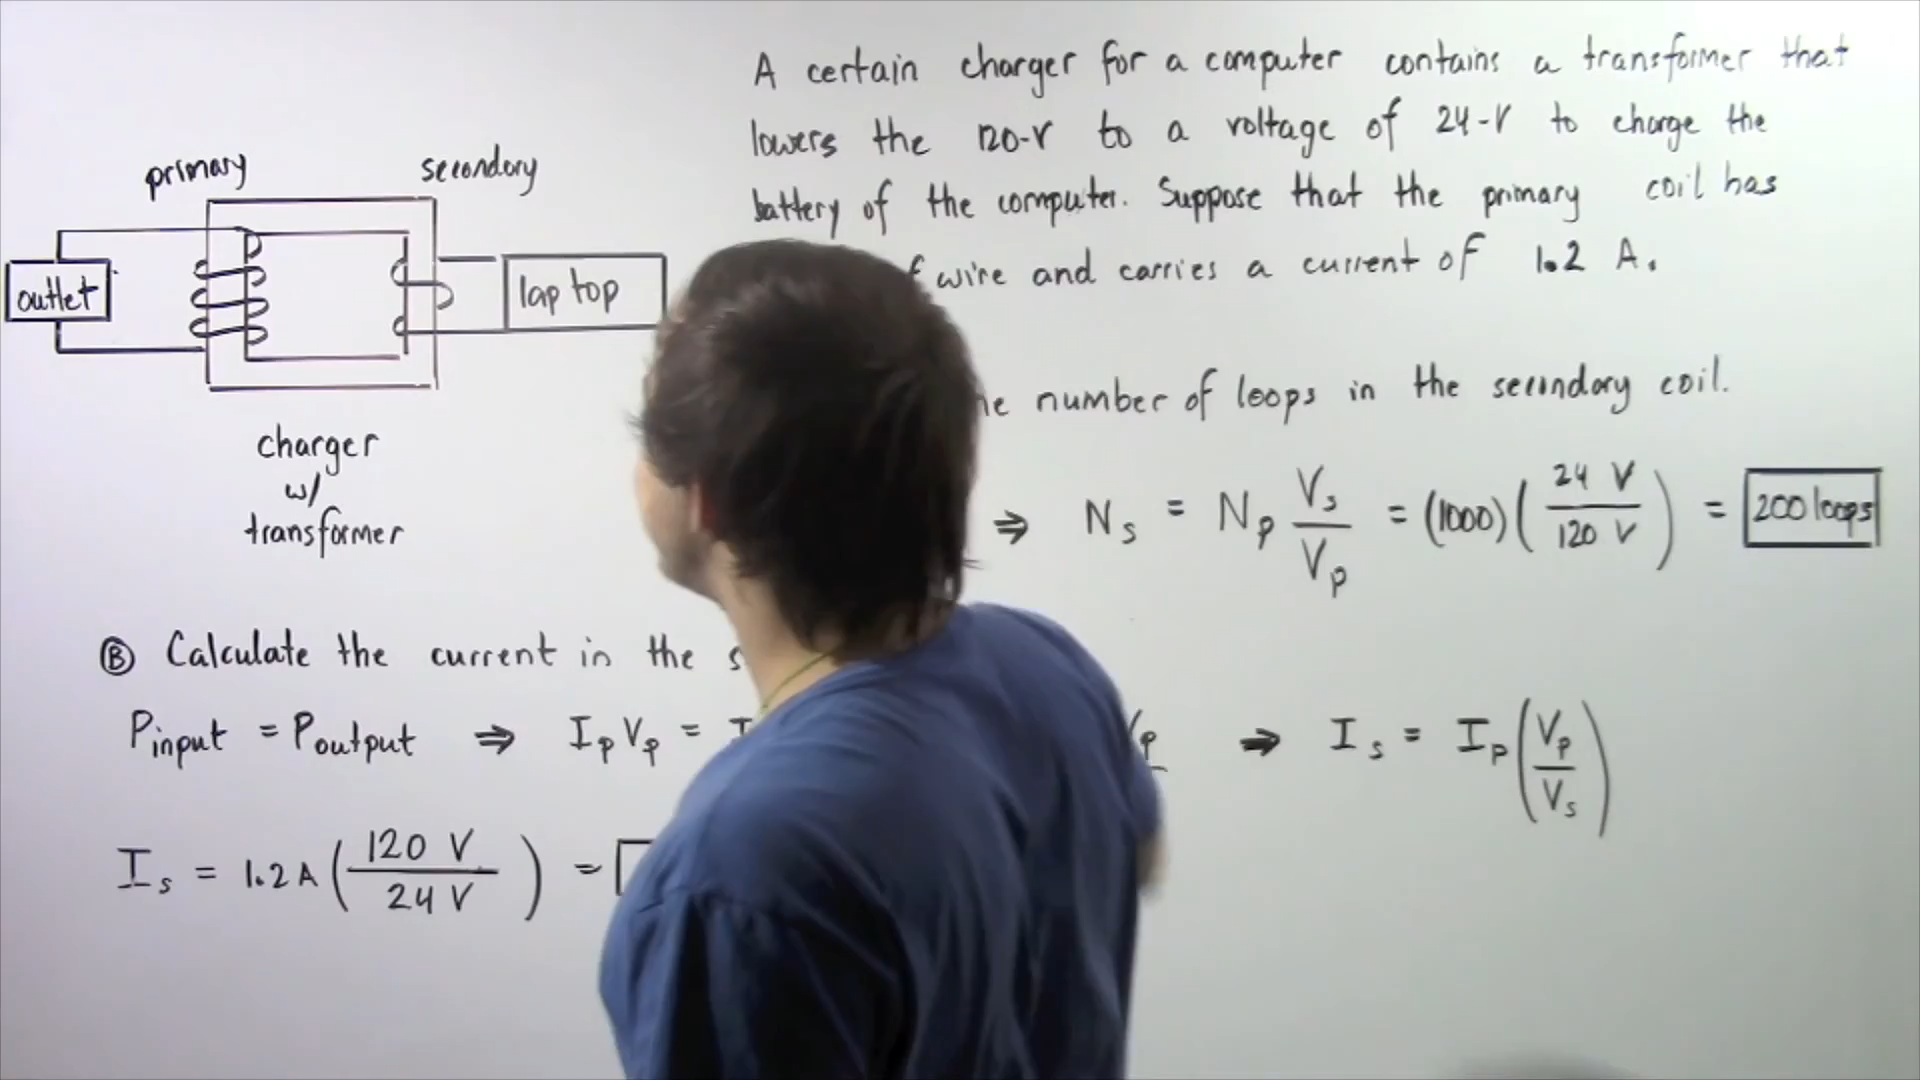 A certain charger for a computer contains a transformer that
lowers the 120-V to a voltage of 24-V to charge the
battery of the computer. Suppose that the primary coil has
wire and carries a current of 1.2 A.
primary
secondary
outlet
laptop
charger
w/
transformer
number of loops in the secondary coil.
⇒ Ns = Np Vs/Vp = (1000)(24 V/120 V) = 200 loops
Ⓑ Calculate the current in the
Pinput = Poutput ⇒ IpVp =
⇒ Is = Ip(Vp/Vs)
Is = 1.2A(120 V/24 V) =